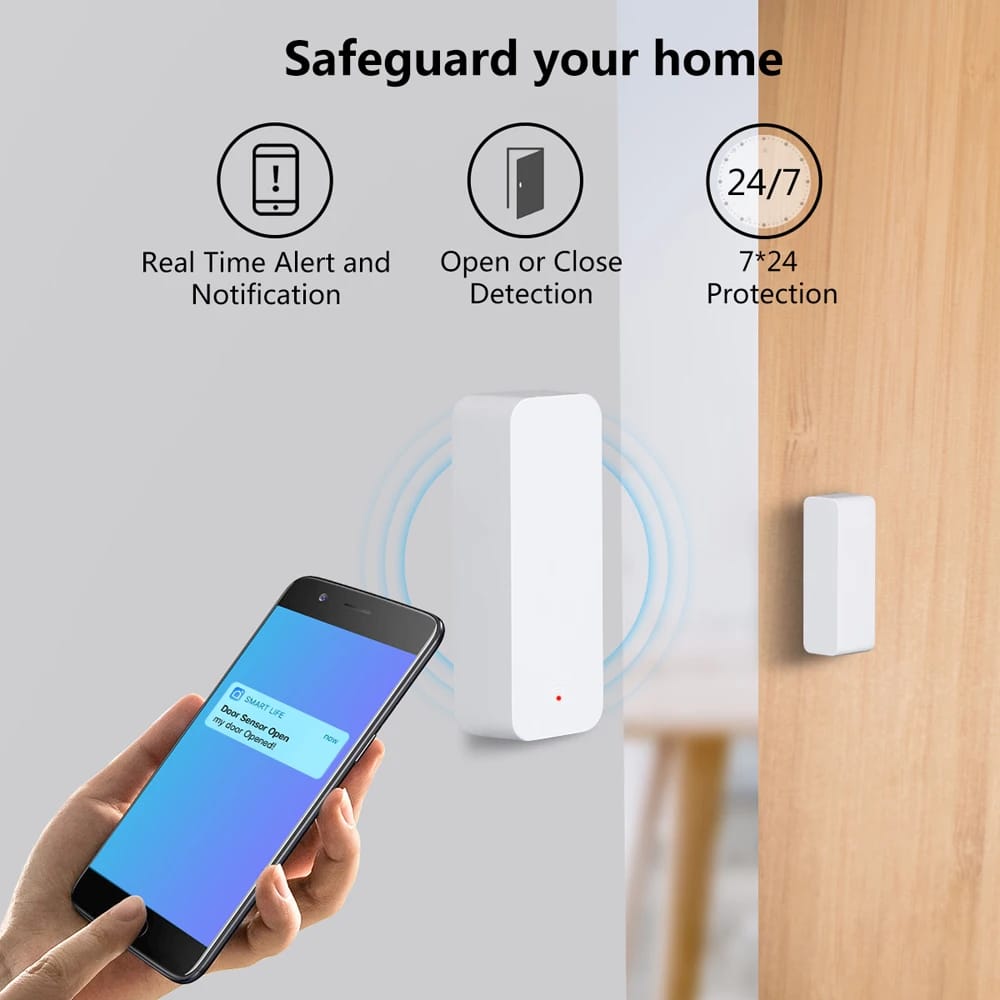 Safeguard your home
24/7
Real Time Alert and
Notification
Open or Close
Detection
7*24
Protection
SMART LIFE
Door Sensor Open
now
my door Opened!